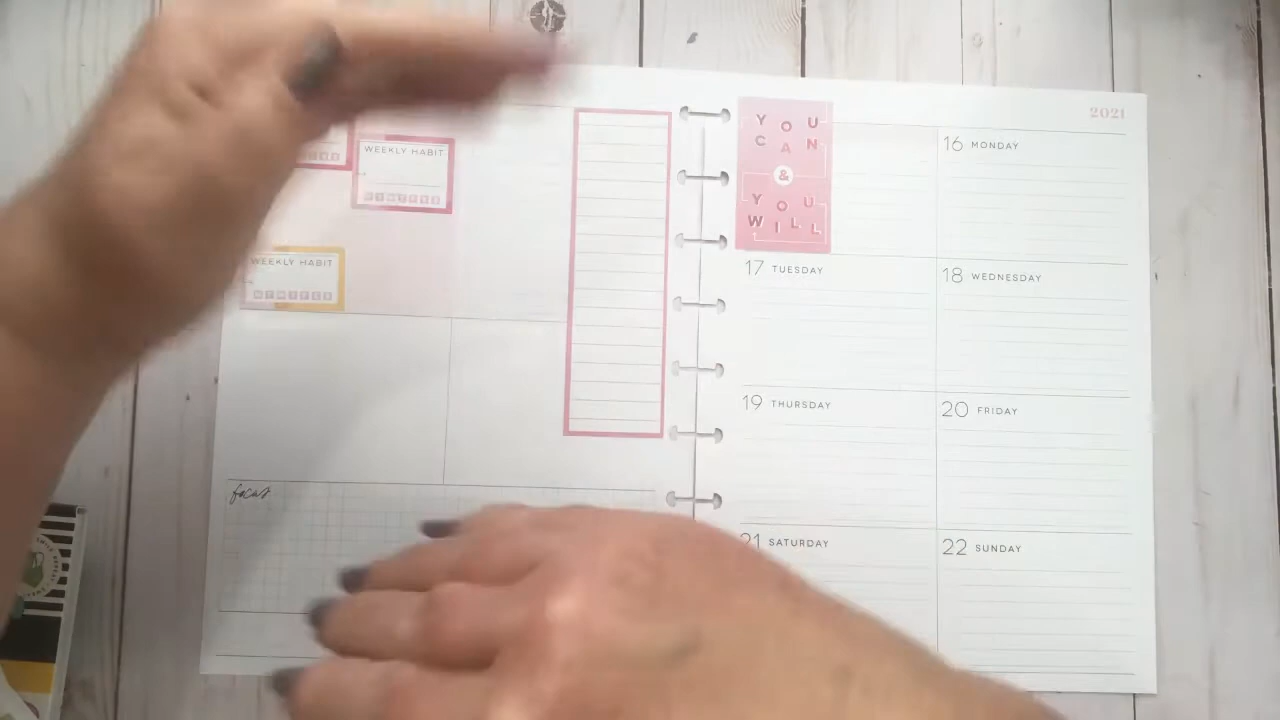 WEEKLY HABIT
WEEKLY HABIT
focus
YOU
CAN
&
YOU
WILL
2021
16 MONDAY
17 TUESDAY
18 WEDNESDAY
19 THURSDAY
20 FRIDAY
21 SATURDAY
22 SUNDAY